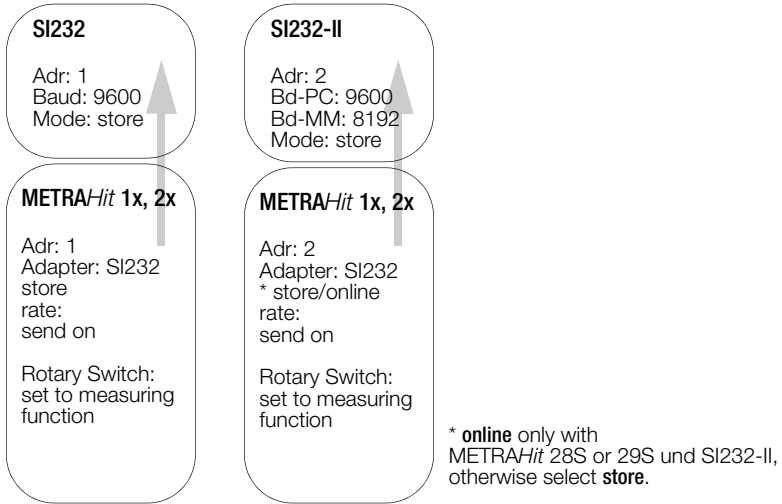 SI232
Adr: 1
Baud: 9600
Mode: store
METRAHit 1x, 2x
Adr: 1
Adapter: SI232
store
rate:
send on
Rotary Switch:
set to measuring
function
SI232-II
Adr: 2
Bd-PC: 9600
Bd-MM: 8192
Mode: store
METRAHit 1x, 2x
Adr: 2
Adapter: SI232
* store/online
rate:
send on
Rotary Switch:
set to measuring
function
* online only with
METRAHit 28S or 29S und SI232-II,
otherwise select store.